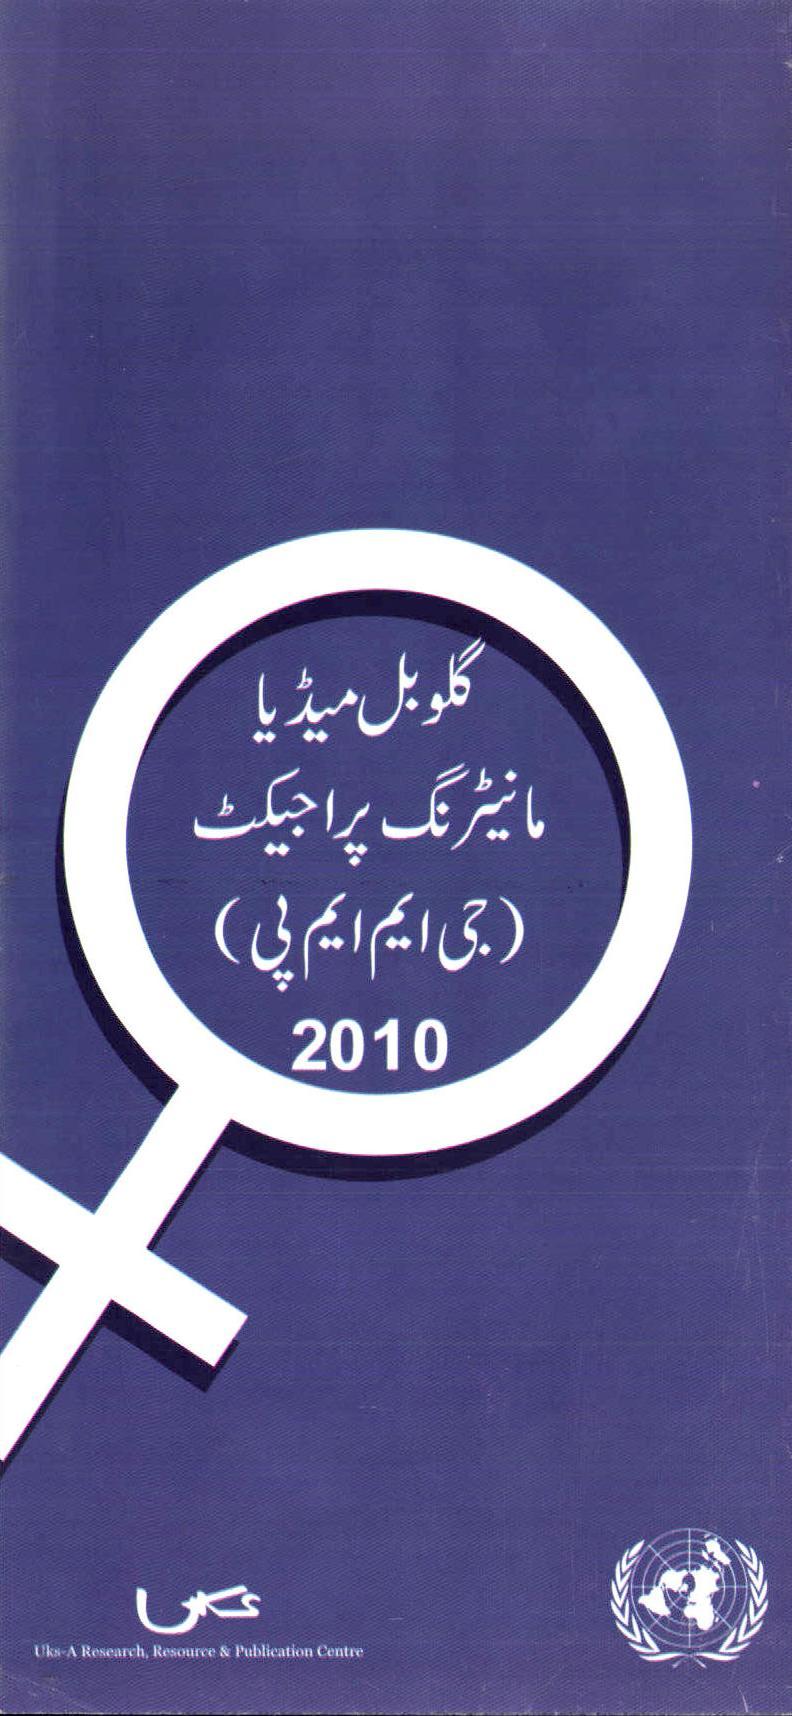 گلوبل میڈیا
مانیٹرنگ پراجیکٹ
(جی ایم ایم پی)
2010
عکس
Uks-A Research, Resource & Publication Centre